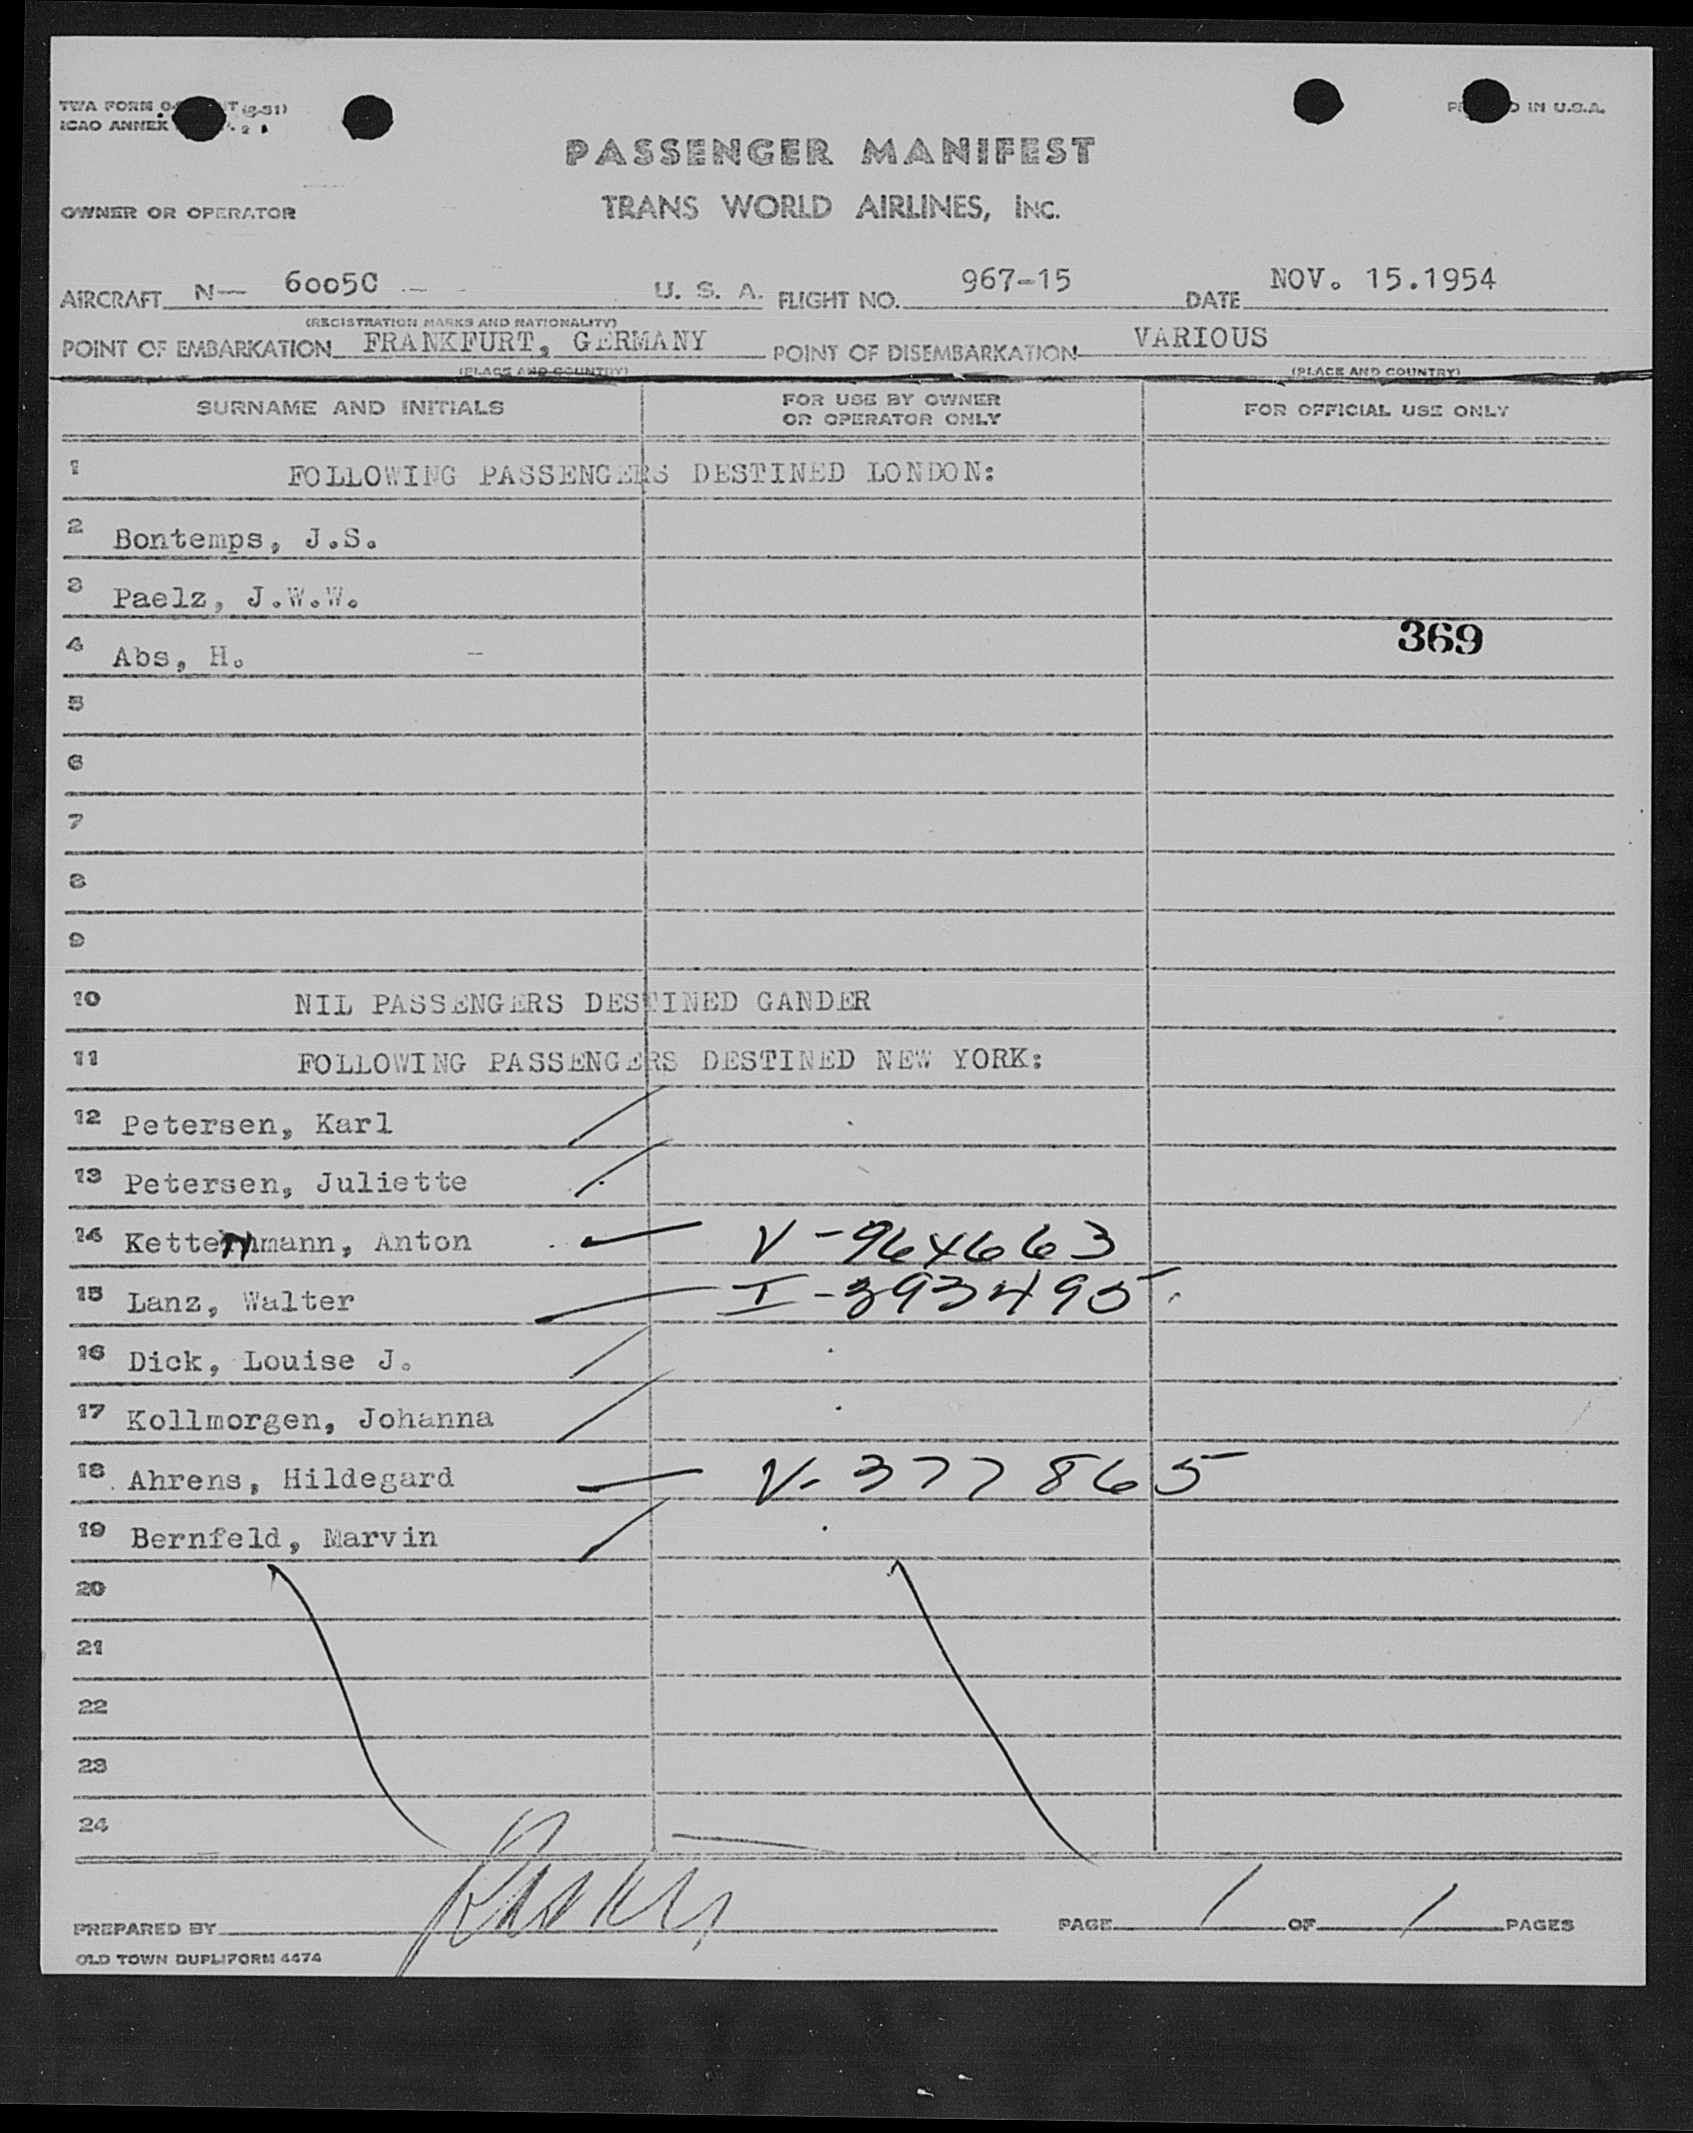 TWA FORM
ICAO ANNEX
IN U.S.A.
PASSENGER MANIFEST
OWNER OR OPERATOR TRANS WORLD AIRLINES, INC.
AIRCRAFT N— 6005C U. S. A. FLIGHT NO. 967-15 DATE NOV. 15.1954
(REGISTRATION MARKS AND NATIONALITY)
POINT OF EMBARKATION FRANKFURT, GERMANY POINT OF DISEMBARKATION VARIOUS
(PLACE AND COUNTRY) (PLACE AND COUNTRY)
SURNAME AND INITIALS FOR USE BY OWNER OR OPERATOR ONLY FOR OFFICIAL USE ONLY
1 FOLLOWING PASSENGERS DESTINED LONDON:
2 Bontemps, J.S.
3 Paelz, J.W.W.
369
4 Abs, H. -
5
6
7
8
9
10 NIL PASSENGERS DESTINED GANDER
11 FOLLOWING PASSENGERS DESTINED NEW YORK:
12 Petersen, Karl
13 Petersen, Juliette
14 Kettermann, Anton V-964663
15 Lanz, Walter I-393495
16 Dick, Louise J.
17 Kollmorgen, Johanna
18 Ahrens, Hildegard V-377865
19 Bernfeld, Marvin
20
21
22
23
24
PREPARED BY PAGE 1 OF 1 PAGES
OLD TOWN DUPLIFORM 4474